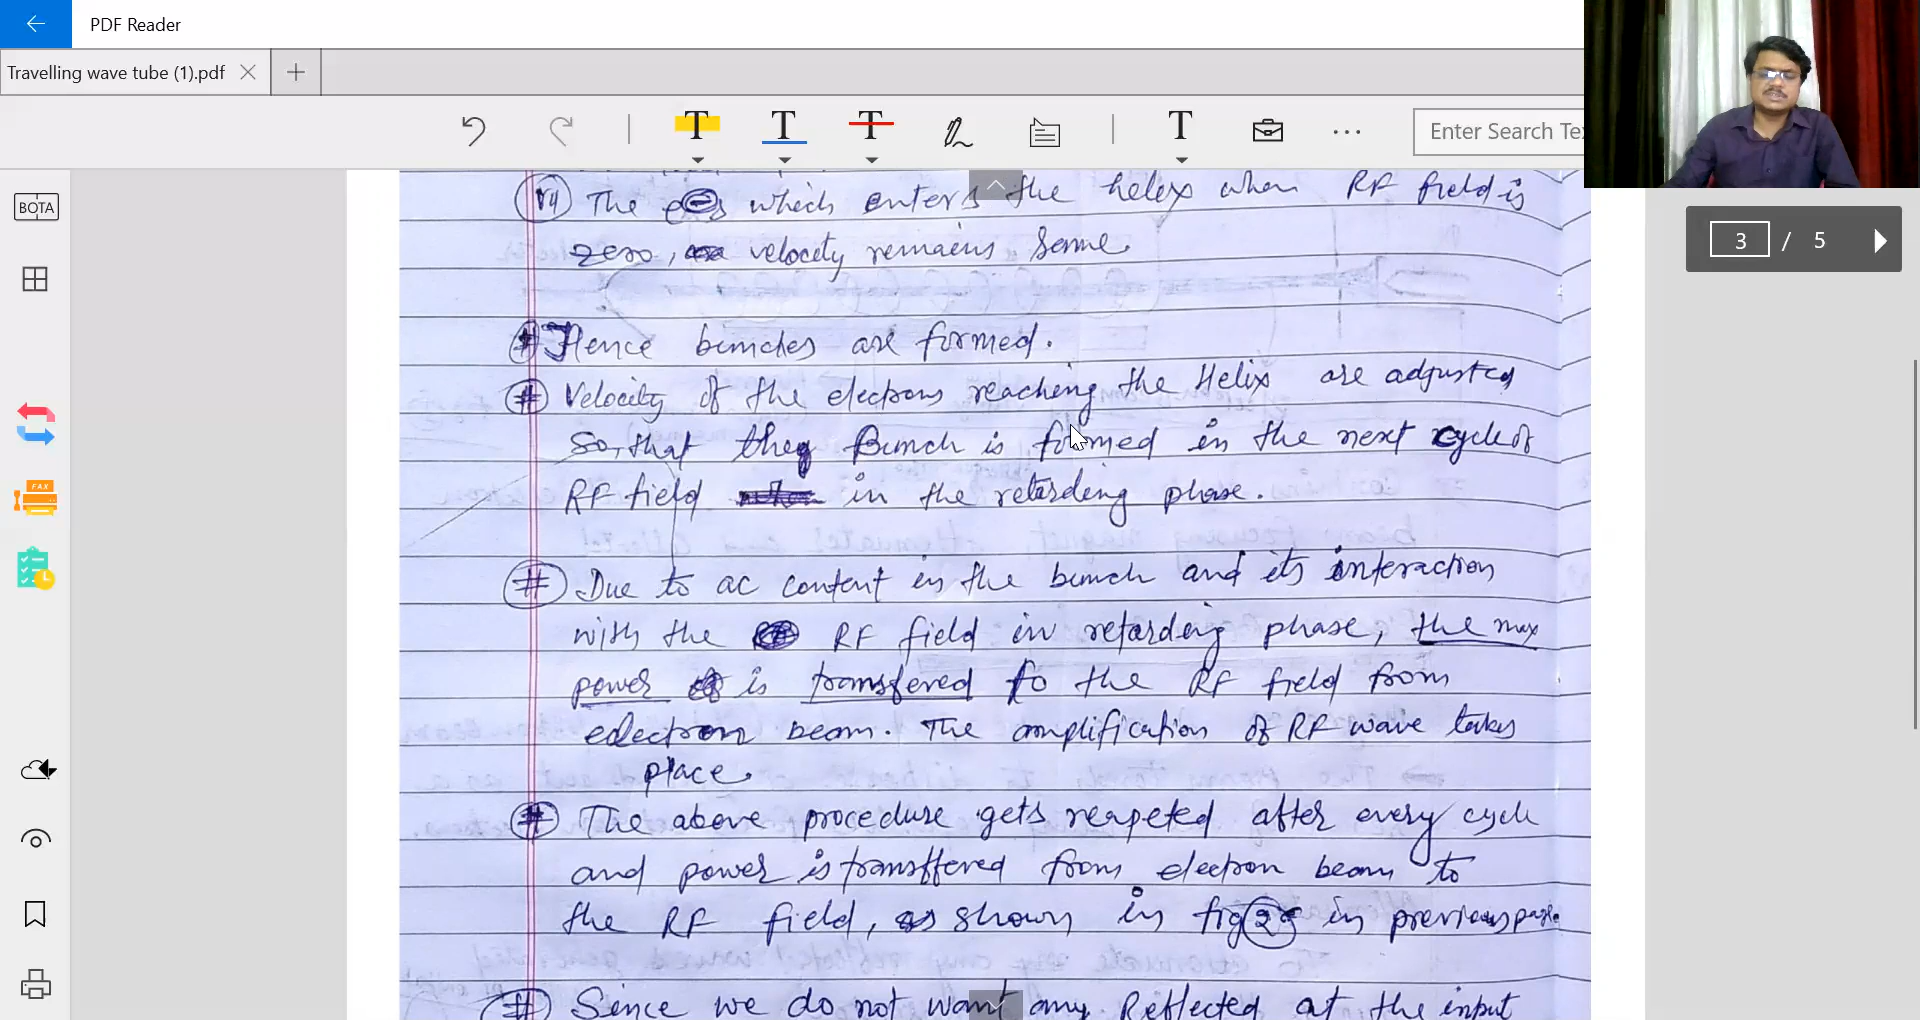 PDF Reader
Travelling wave tube (1).pdf
Enter Search Te
BOTA
3 / 5
FAX
The e⊖s which enters the helex when RF field is
zero, velocity remains Same.
# Hence bunches are formed.
# Velocity of the electrons reaching the Helix are adjusted
So, that they Bunch is formed in the next cycle of
RF field in the retarding phase.
# Due to ac content in the bunch and its interaction
with the RF field in retarding phase, the max
power is transfered to the RF field from
electron beam. The amplification of RF wave takes
place.
# The above procedure gets reapeted after every cycle
and power is transffered from electron beam to
the RF field, as shown in fig 2 in previous page
# Since we do not want any Reflected at the input